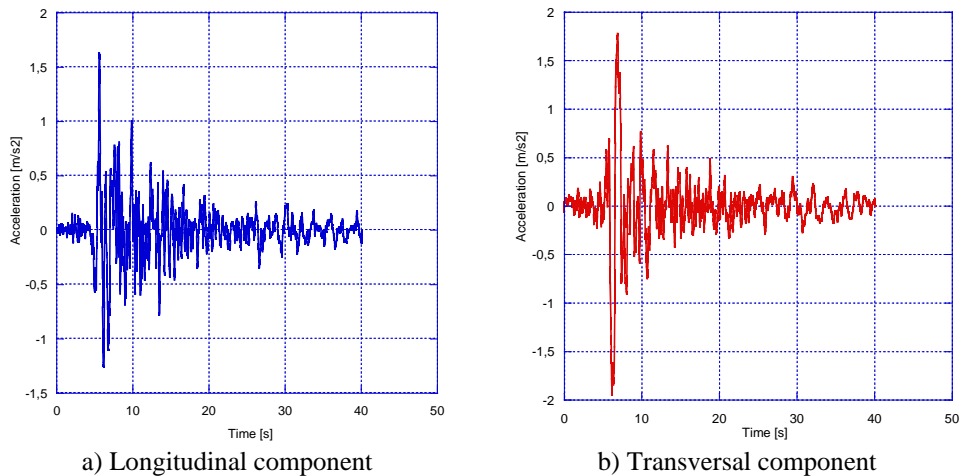 2
1,5
1
0,5
0
-0,5
-1
-1,5
0 10 20 30 40 50
Acceleration [m/s2]
Time [s]
a) Longitudinal component
2
1,5
1
0,5
0
-0,5
-1
-1,5
-2
0 10 20 30 40 50
Acceleration [m/s2]
Time [s]
b) Transversal component